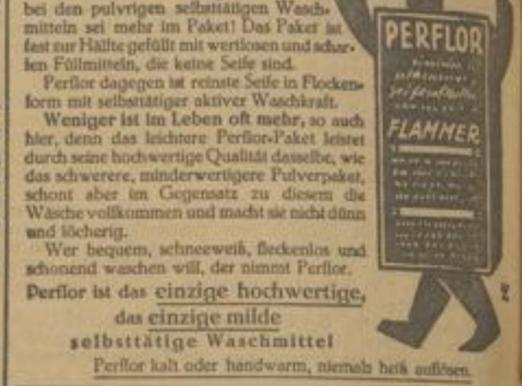 bei den pulvrigen selbsttätigen Wasch-
mitteln sei mehr im Paket! Das Paket ist
fast zur Hälfte gefüllt mit wertlosen und schar-
fen Füllmitteln, die keine Seife sind.
Perflor dagegen ist reinste Seife in Flocken-
form mit selbsttätiger aktiver Waschkraft.
Weniger ist im Leben oft mehr, so auch
hier, denn das leichtere Perflor-Paket leistet
durch seine hochwertige Qualität dasselbe, wie
das schwerere, minderwertigere Pulverpaket,
schont aber im Gegensatz zu diesem die
Wäsche vollkommen und macht sie nicht dünn
und löcherig.
Wer bequem, schneeweiß, fleckenlos und
schonend waschen will, der nimmt Perflor.
Perflor ist das einzige hochwertige,
das einzige milde
selbsttätige Waschmittel
Perflor kalt oder handwarm, niemals heiß auflösen.
PERFLOR
FLAMMER